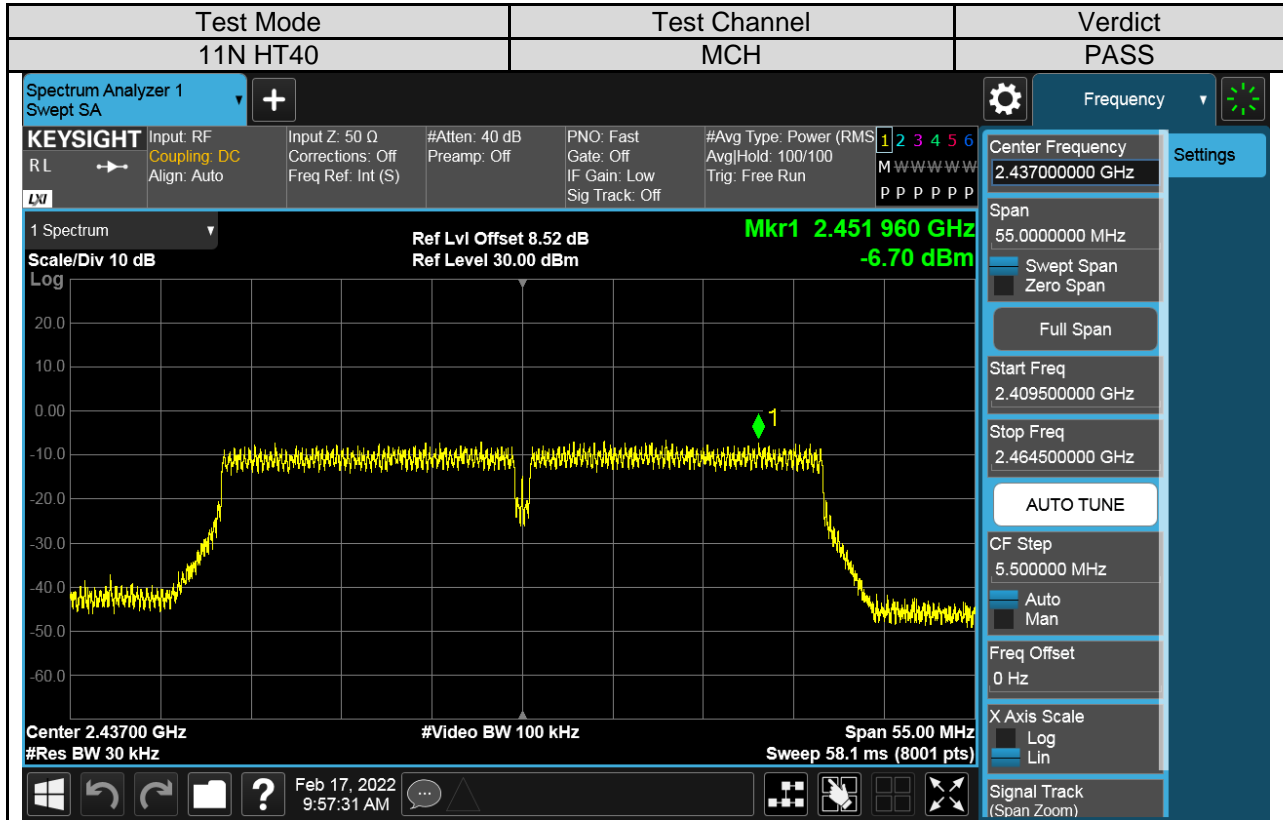 Test Mode Test Channel Verdict
11N HT40 MCH PASS
Spectrum Analyzer 1
Swept SA
+
Frequency
KEYSIGHT
R L
LXI
Input: RF
Coupling: DC
Align: Auto
Input Z: 50 Ω
Corrections: Off
Freq Ref: Int (S)
#Atten: 40 dB
Preamp: Off
PNO: Fast
Gate: Off
IF Gain: Low
Sig Track: Off
#Avg Type: Power (RMS
Avg|Hold: 100/100
Trig: Free Run
1 2 3 4 5 6
M W W W W W
P P P P P P
1 Spectrum
Scale/Div 10 dB
Log
Ref Lvl Offset 8.52 dB
Ref Level 30.00 dBm
Mkr1 2.451 960 GHz
-6.70 dBm
20.0
10.0
0.00
-10.0
-20.0
-30.0
-40.0
-50.0
-60.0
1
Center 2.43700 GHz
#Res BW 30 kHz
#Video BW 100 kHz
Span 55.00 MHz
Sweep 58.1 ms (8001 pts)
Center Frequency
2.437000000 GHz
Settings
Span
55.0000000 MHz
Swept Span
Zero Span
Full Span
Start Freq
2.409500000 GHz
Stop Freq
2.464500000 GHz
AUTO TUNE
CF Step
5.500000 MHz
Auto
Man
Freq Offset
0 Hz
X Axis Scale
Log
Lin
Signal Track
(Span Zoom)
?
Feb 17, 2022
9:57:31 AM